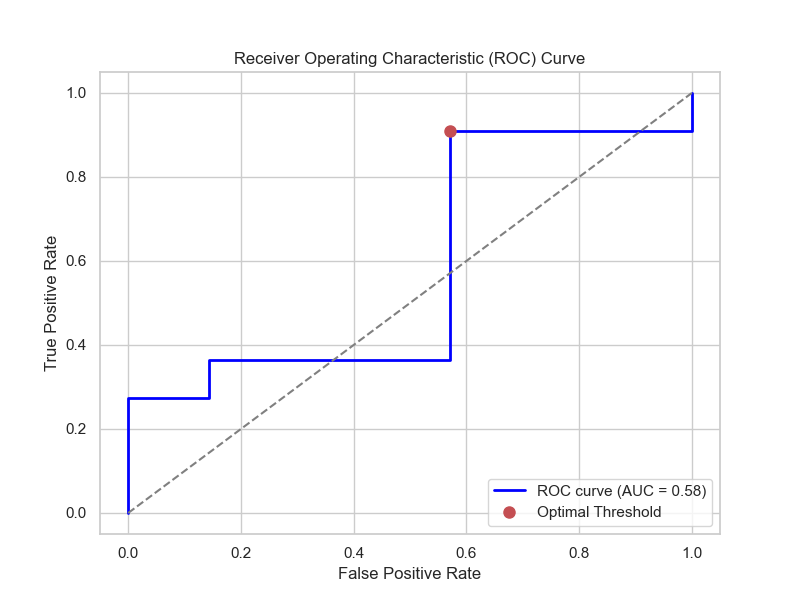 Receiver Operating Characteristic (ROC) Curve
True Positive Rate
1.0
0.8
0.6
0.4
0.2
0.0
0.0 0.2 0.4 0.6 0.8 1.0
False Positive Rate
ROC curve (AUC = 0.58)
Optimal Threshold